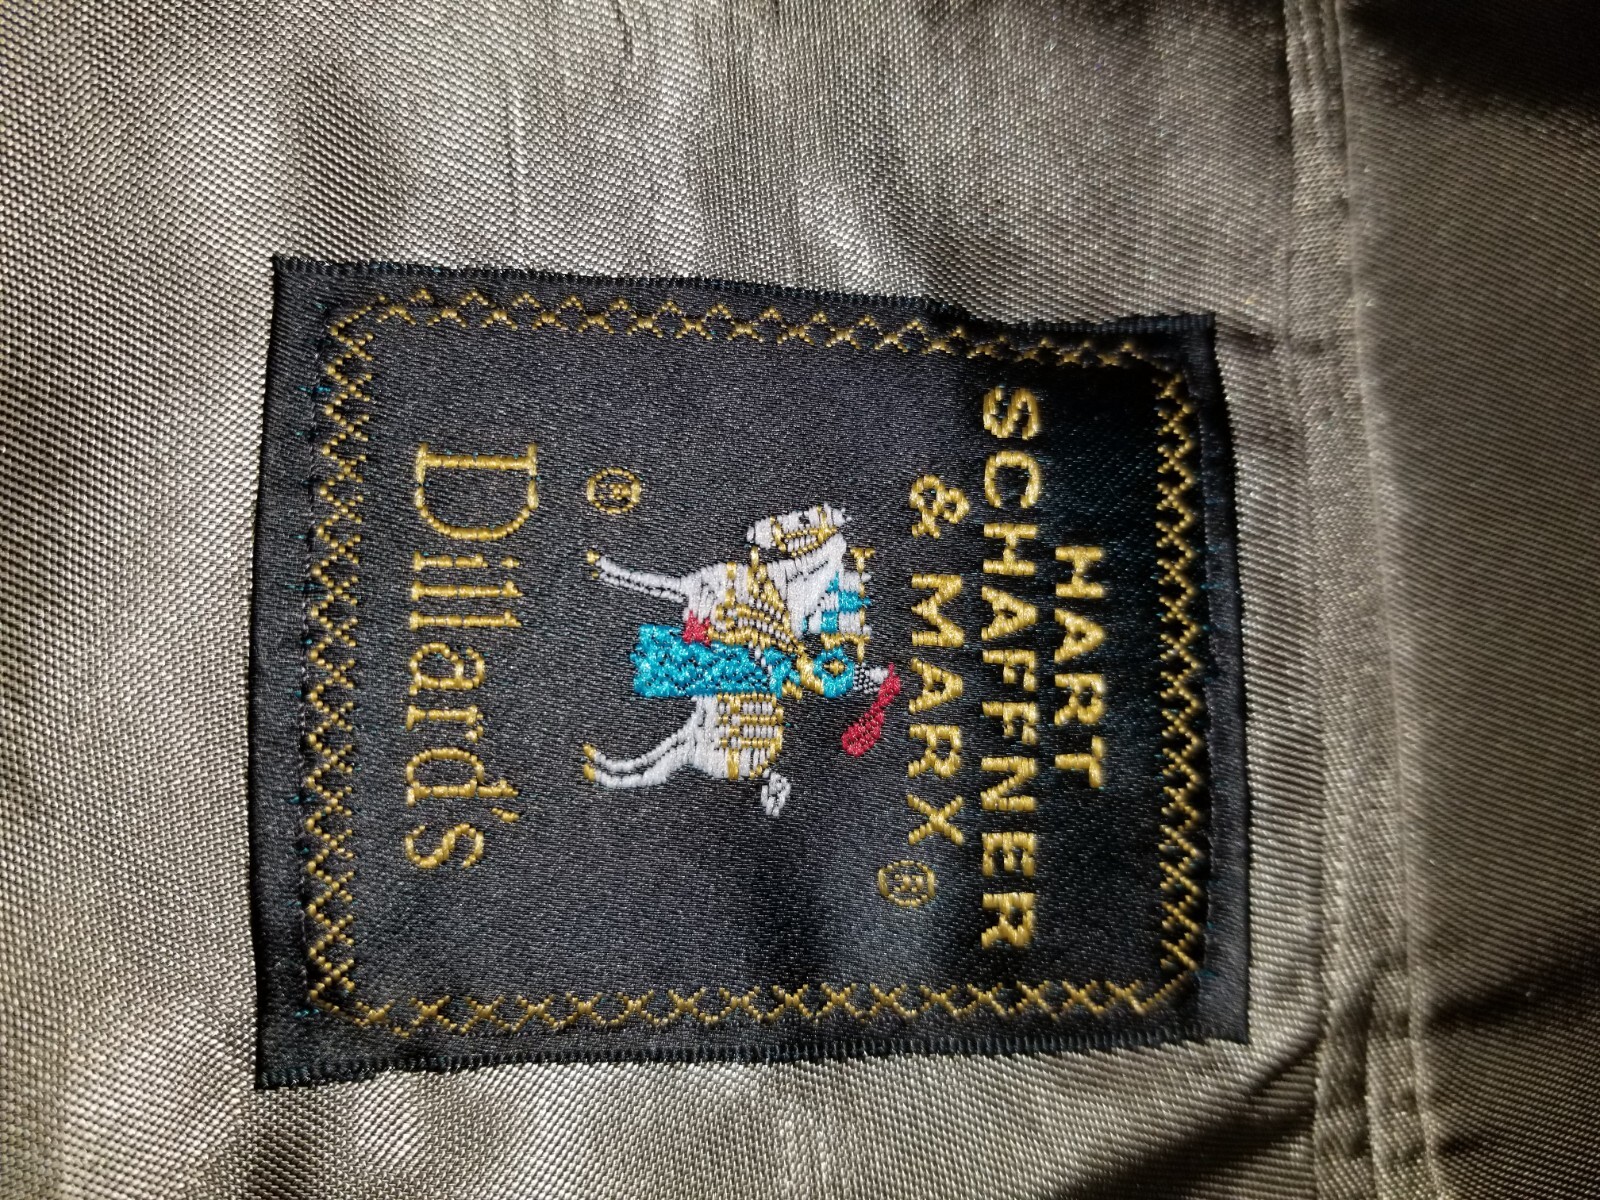 HART
SCHAFFNER
& MARX®
®
Dillard's